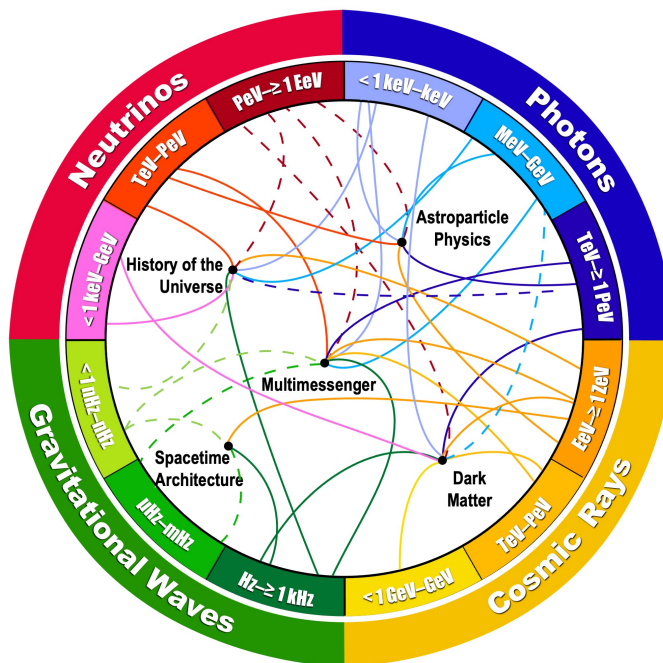 Neutrinos
Photons
Gravitational Waves
Cosmic Rays
PeV–≥ 1 EeV
< 1 keV–keV
TeV–PeV
MeV–GeV
< 1 keV–GeV
TeV–≥ 1 PeV
< 1 nHz–nHz
EeV–≥ 1 ZeV
μHz–mHz
TeV–PeV
Hz–≥ 1 kHz
< 1 GeV–GeV
Astroparticle
Physics
History of the
Universe
Multimessenger
Spacetime
Architecture
Dark
Matter